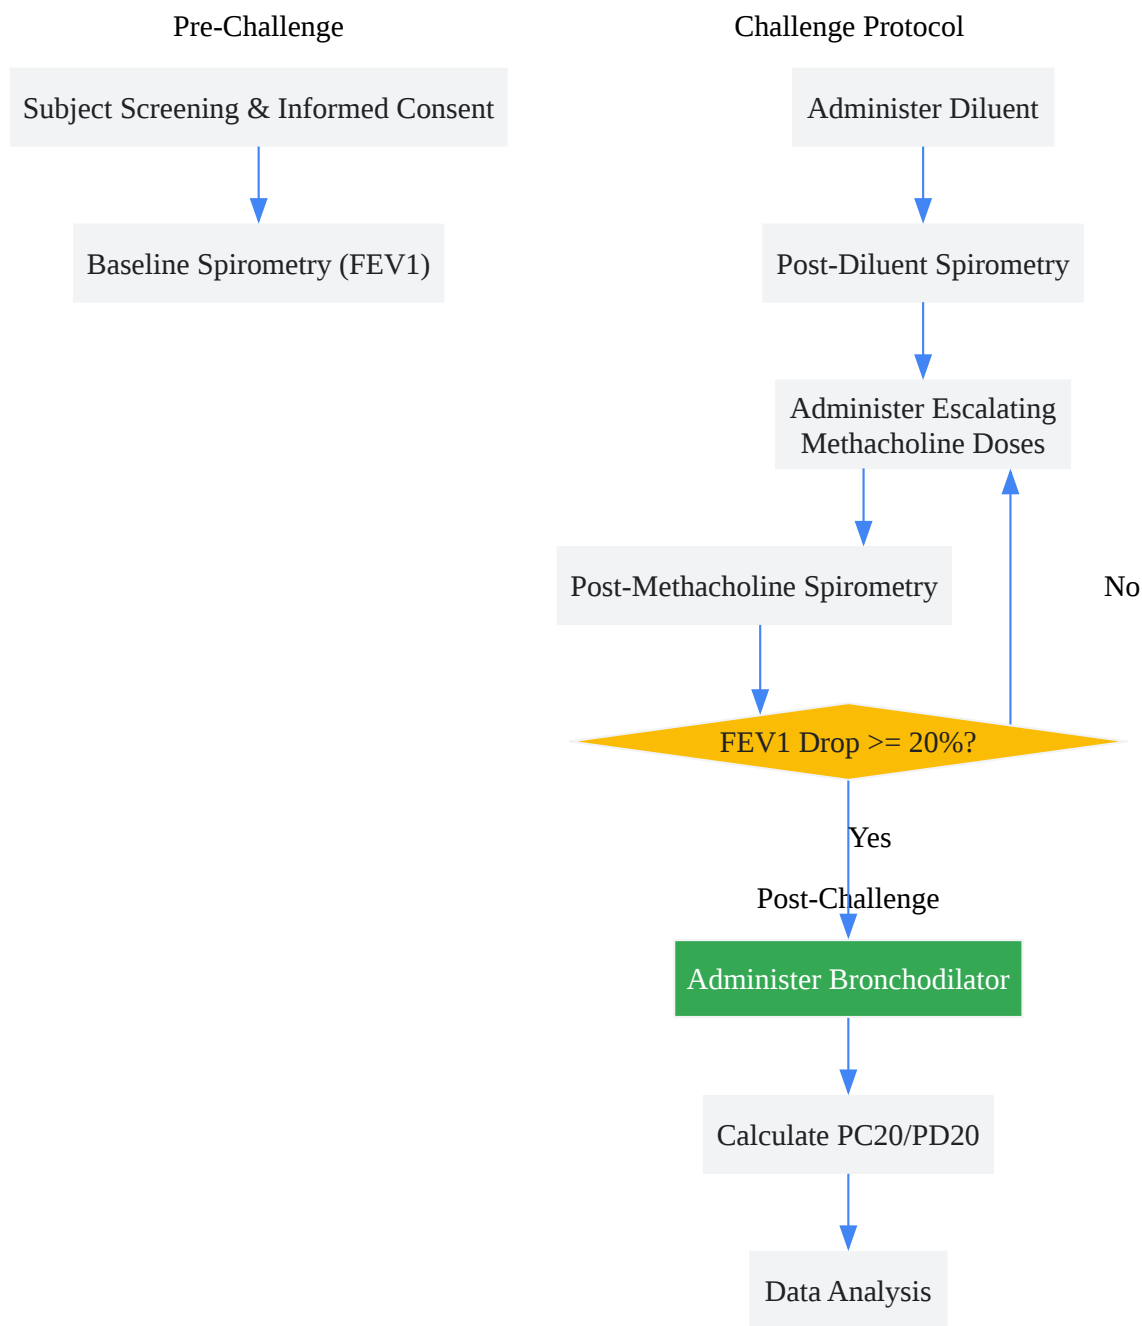 Pre-Challenge
Subject Screening & Informed Consent
Baseline Spirometry (FEV1)
Challenge Protocol
Administer Diluent
Post-Diluent Spirometry
Administer Escalating
Methacholine Doses
Post-Methacholine Spirometry
No
FEV1 Drop >= 20%?
Yes
Post-Challenge
Administer Bronchodilator
Calculate PC20/PD20
Data Analysis